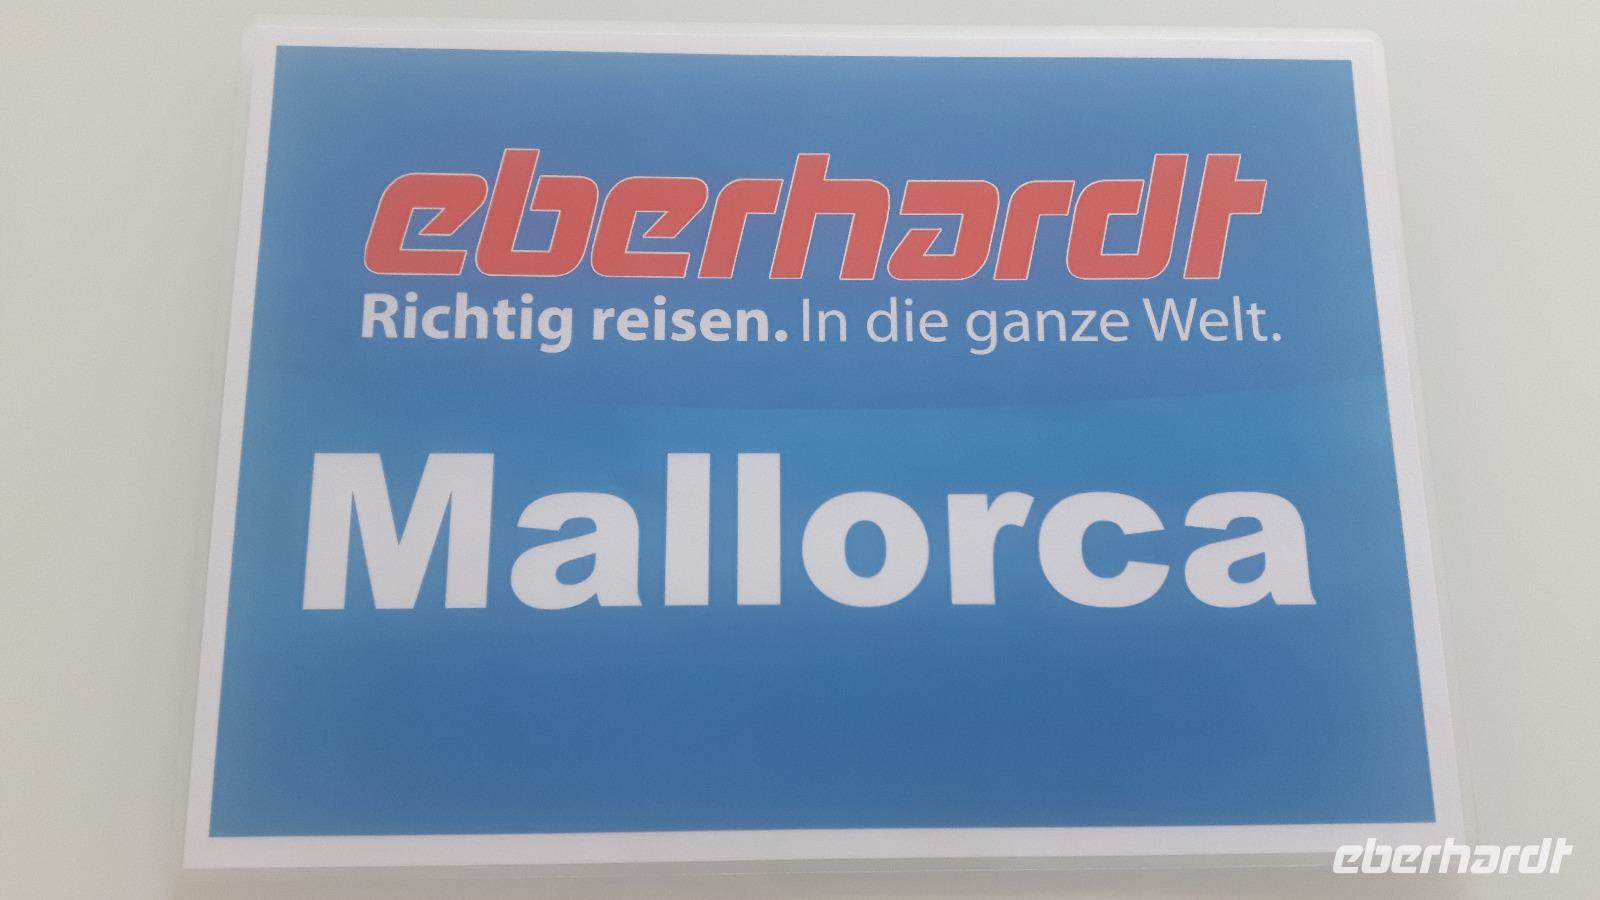 eberhardt
Richtig reisen. In die ganze Welt.
Mallorca
eberhardt